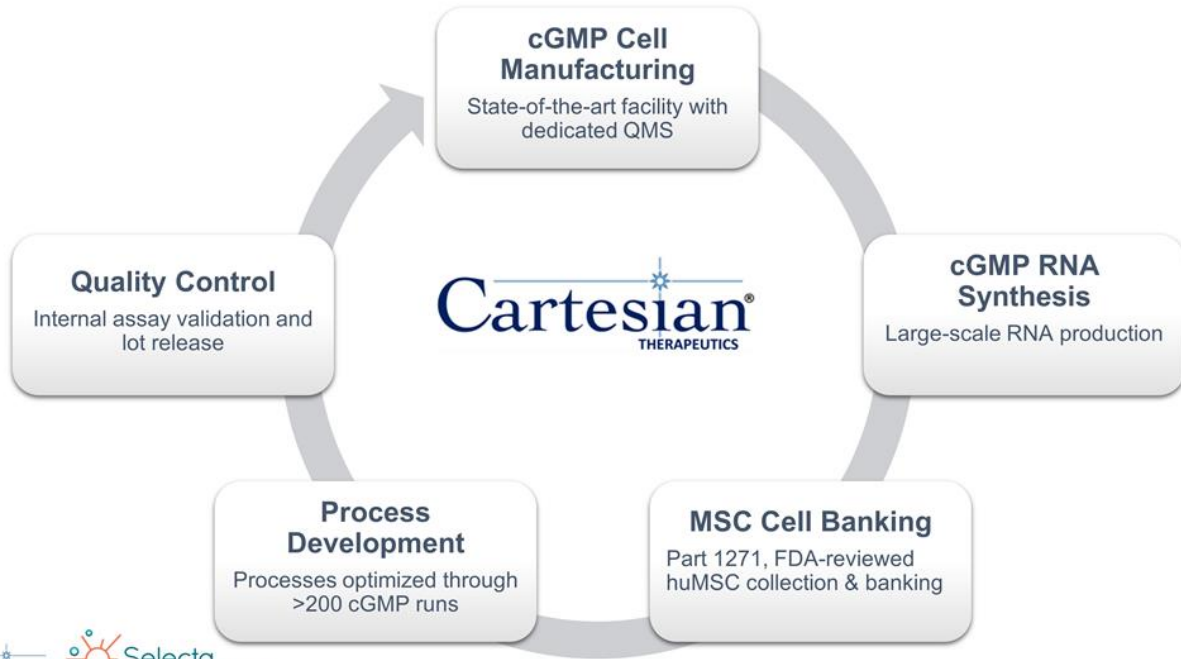 cGMP Cell
Manufacturing
State-of-the-art facility with
dedicated QMS
cGMP RNA
Synthesis
Large-scale RNA production
MSC Cell Banking
Part 1271, FDA-reviewed
huMSC collection & banking
Process
Development
Processes optimized through
>200 cGMP runs
Quality Control
Internal assay validation and
lot release
Cartesian®
THERAPEUTICS
Selecta